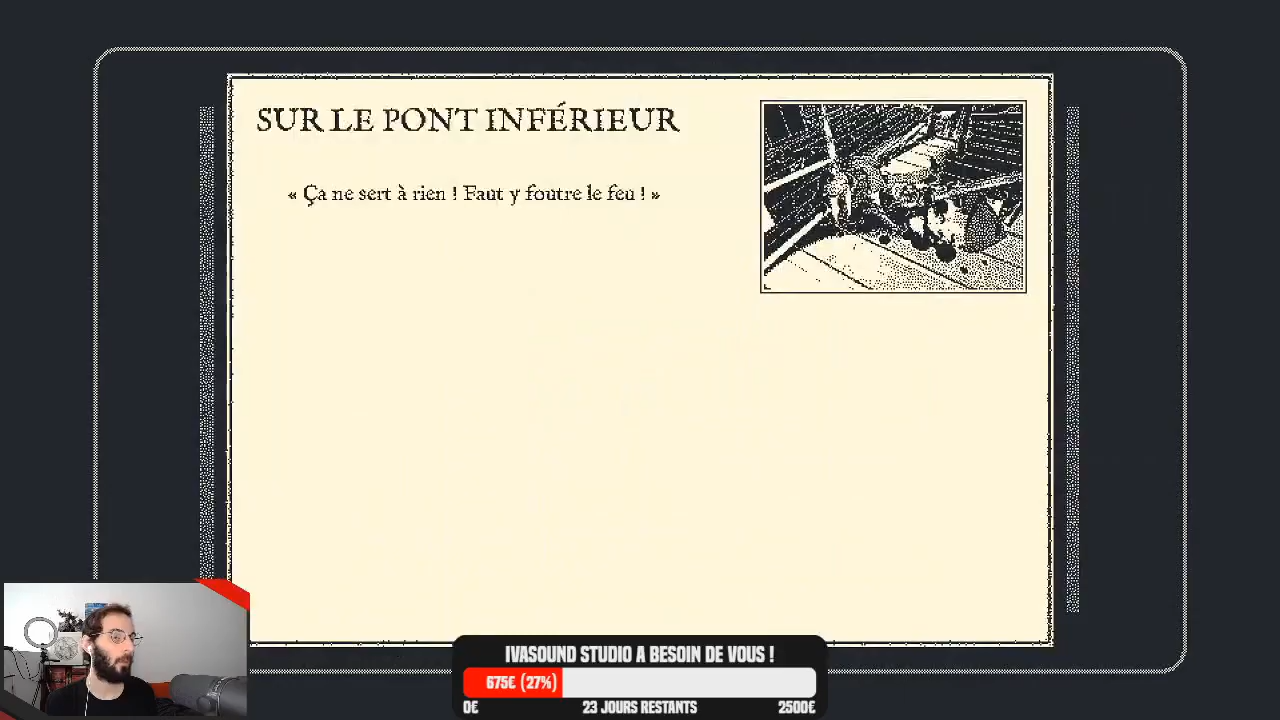 SUR LE PONT INFÉRIEUR
« Ça ne sert à rien ! Faut y foutre le feu ! »
IVASOUND STUDIO A BESOIN DE VOUS !
675€ (27%)
0€ 23 JOURS RESTANTS 2500€